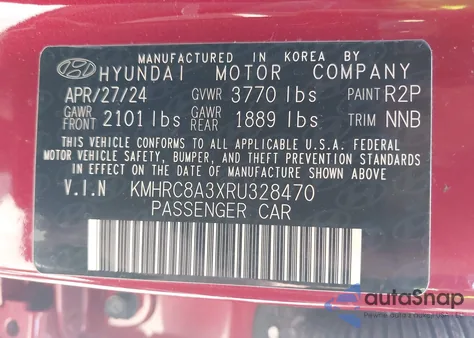 MANUFACTURED IN KOREA BY
HYUNDAI MOTOR COMPANY
APR/27/24 GVWR 3770 lbs PAINT R2P
GAWR FRONT 2101 lbs GAWR REAR 1889 lbs TRIM NNB
THIS VEHICLE CONFORMS TO ALL APPLICABLE U.S.A. FEDERAL
MOTOR VEHICLE SAFETY, BUMPER, AND THEFT PREVENTION STANDARDS
IN EFFECT ON THE DATE OF MANUFACTURE SHOWN ABOVE.
V.I.N KMHRC8A3XRU328470
PASSENGER CAR
autoSnap